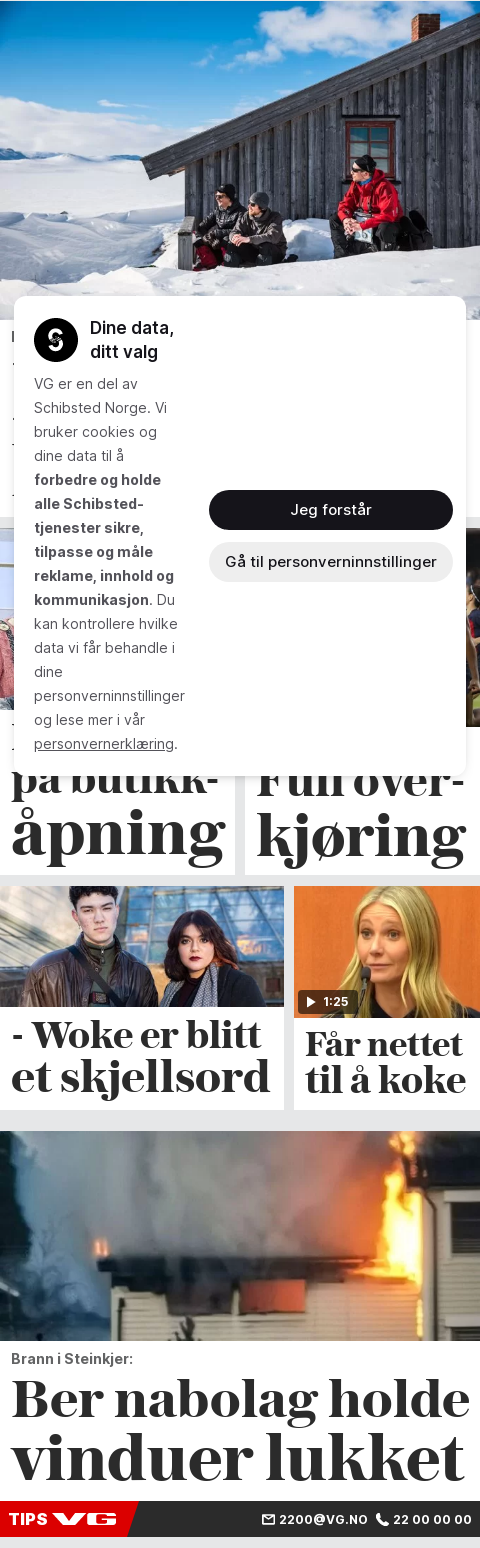 Dine data,
ditt valg
VG er en del av
Schibsted Norge. Vi
bruker cookies og
dine data til å
forbedre og holde
alle Schibsted-
tjenester sikre,
tilpasse og måle
reklame, innhold og
kommunikasjon. Du
kan kontrollere hvilke
data vi får behandle i
dine
personverninnstillinger
og lese mer i vår
personvernerklæring.
Jeg forstår
Gå til personverninnstillinger
på butikk-
åpning
Full over-
kjøring
- Woke er blitt
et skjellsord
1:25
Får nettet
til å koke
Brann i Steinkjer:
Ber nabolag holde
vinduer lukket
TIPS VG
2200@VG.NO
22 00 00 00